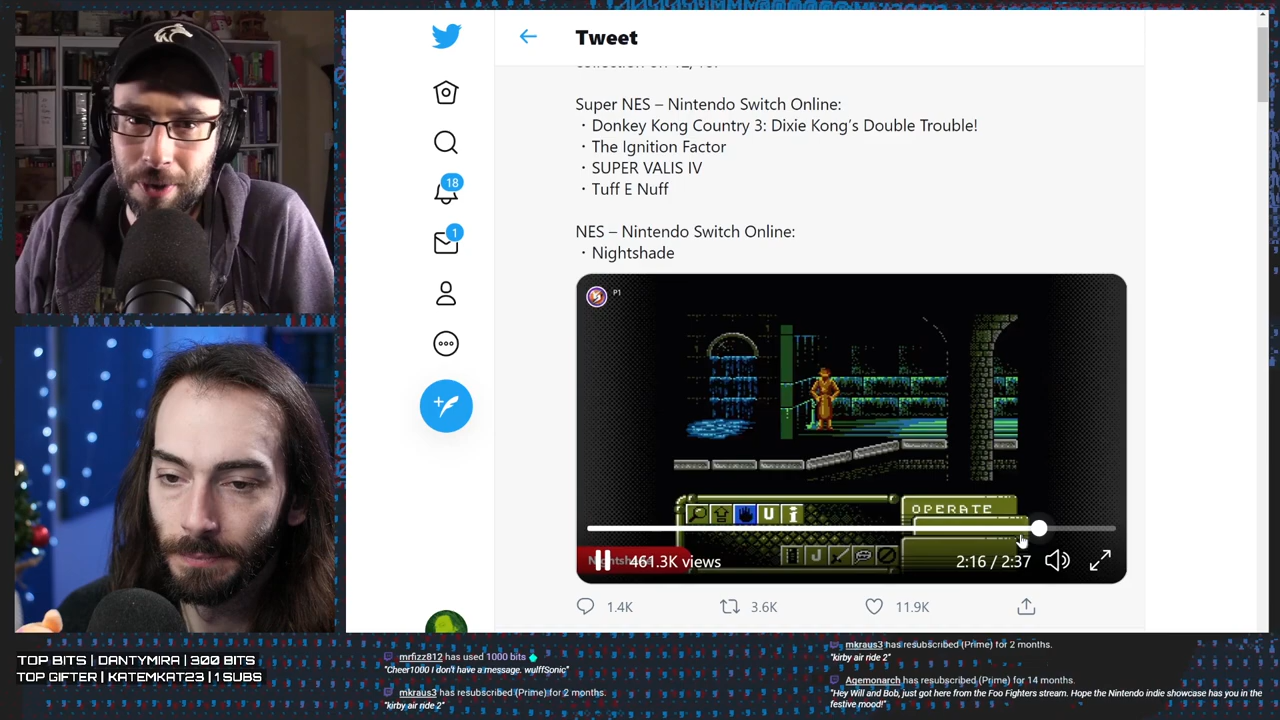 Tweet
Super NES – Nintendo Switch Online:
・Donkey Kong Country 3: Dixie Kong's Double Trouble!
・The Ignition Factor
・SUPER VALIS IV
・Tuff E Nuff
NES – Nintendo Switch Online:
・Nightshade
18
1
P1
U i
OPERATE
J
461.3K views
2:16 / 2:37
1.4K
3.6K
11.9K
TOP BITS | DANTYMIRA | 300 BITS
TOP GIFTER | KATEMKAT23 | 1 SUBS
mrfizz812 has used 1000 bits
"Cheer1000 I don't have a message. wulffSonic"
mkraus3 has resubscribed (Prime) for 2 months.
"kirby air ride 2"
mkraus3 has resubscribed (Prime) for 2 months.
"kirby air ride 2"
Agemonarch has resubscribed (Prime) for 14 months.
"Hey Will and Bob, just got here from the Foo Fighters stream. Hope the Nintendo indie showcase has you in the
festive mood!"